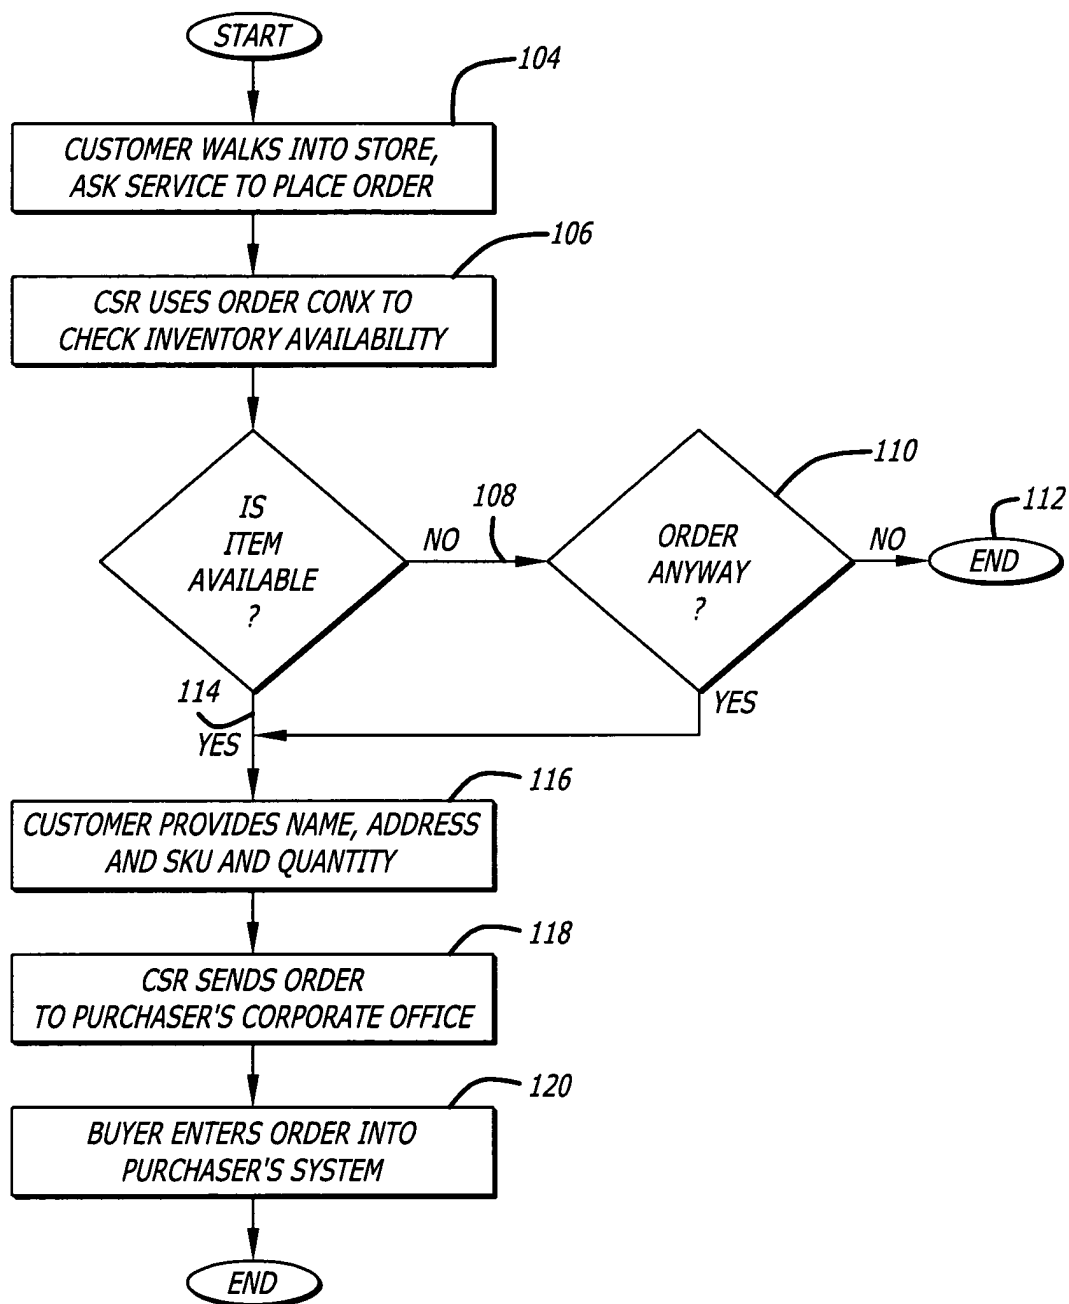 START
104
CUSTOMER WALKS INTO STORE,
ASK SERVICE TO PLACE ORDER
106
CSR USES ORDER CONX TO
CHECK INVENTORY AVAILABILITY
IS
ITEM
AVAILABLE
?
NO
108
110
ORDER
ANYWAY
?
NO
112
END
114
YES
YES
116
CUSTOMER PROVIDES NAME, ADDRESS
AND SKU AND QUANTITY
118
CSR SENDS ORDER
TO PURCHASER'S CORPORATE OFFICE
120
BUYER ENTERS ORDER INTO
PURCHASER'S SYSTEM
END